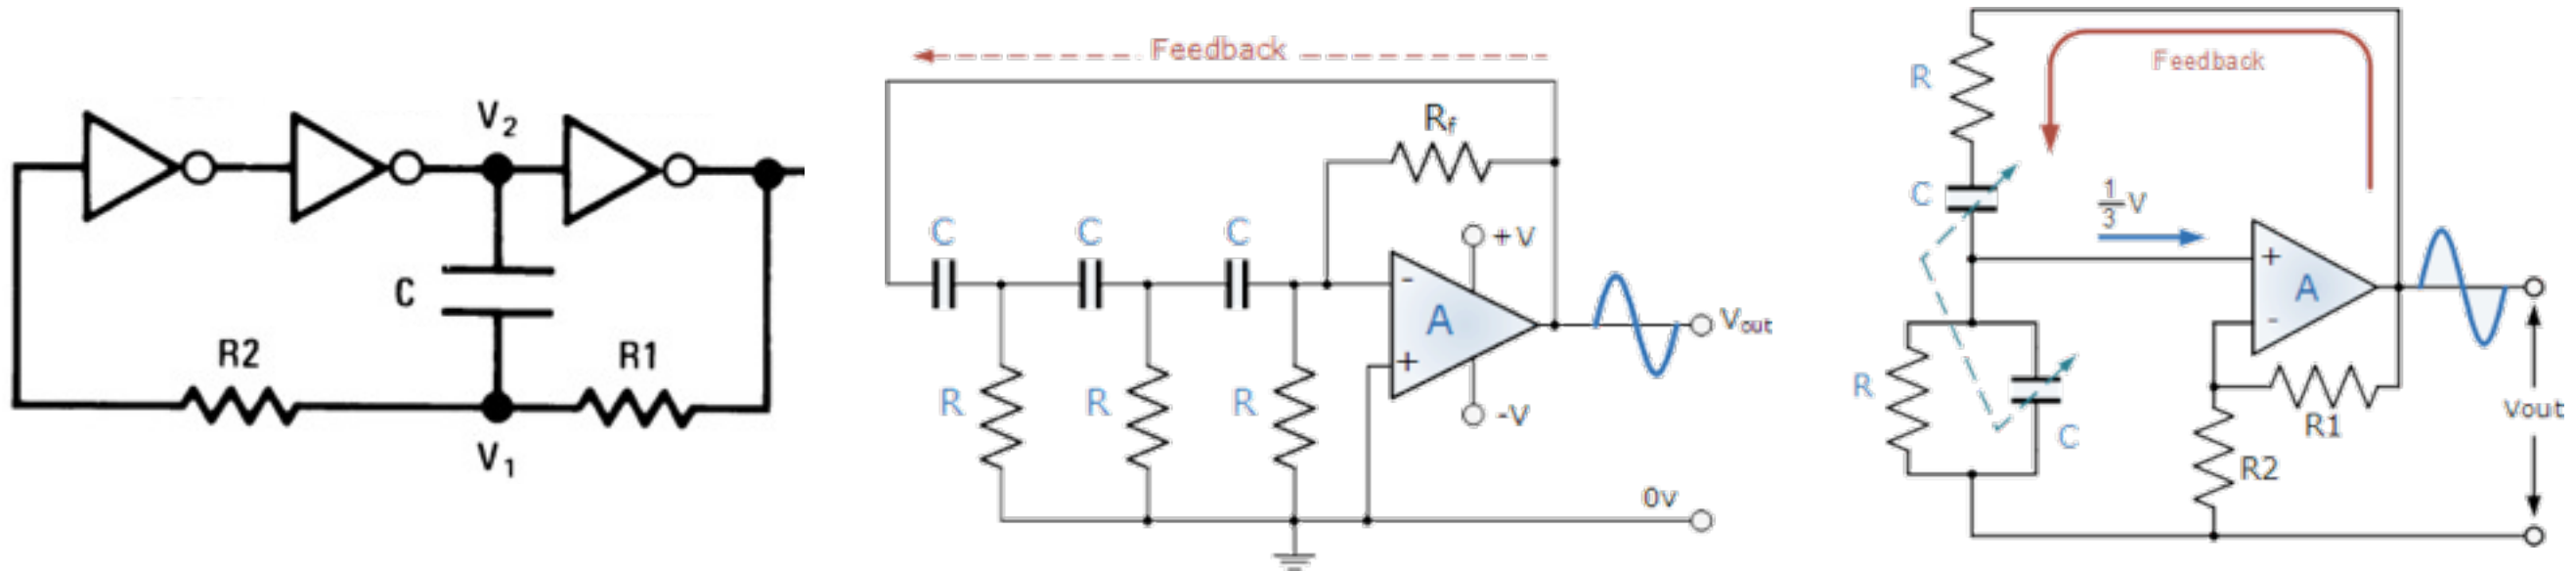 V2
C
R2
R1
V1
Feedback
Rf
C
C
C
+V
-
A
+
-V
Vout
R
R
R
0v
Feedback
R
C
1/3 V
+
A
-
R
C
R1
R2
Vout